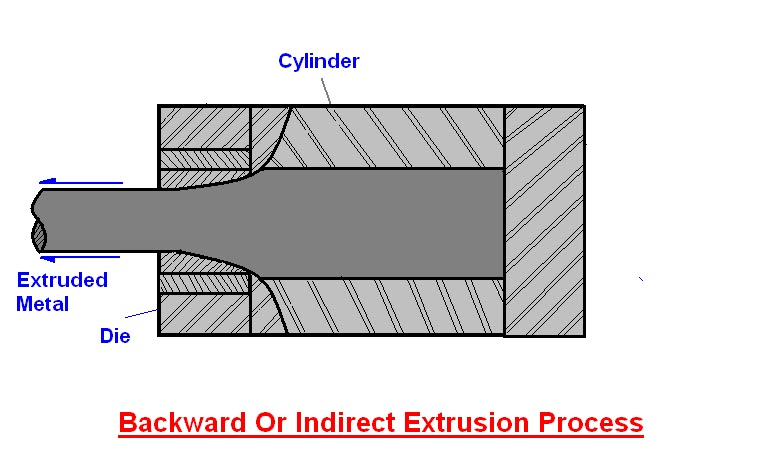 Cylinder
Extruded
Metal
Die
Backward Or Indirect Extrusion Process